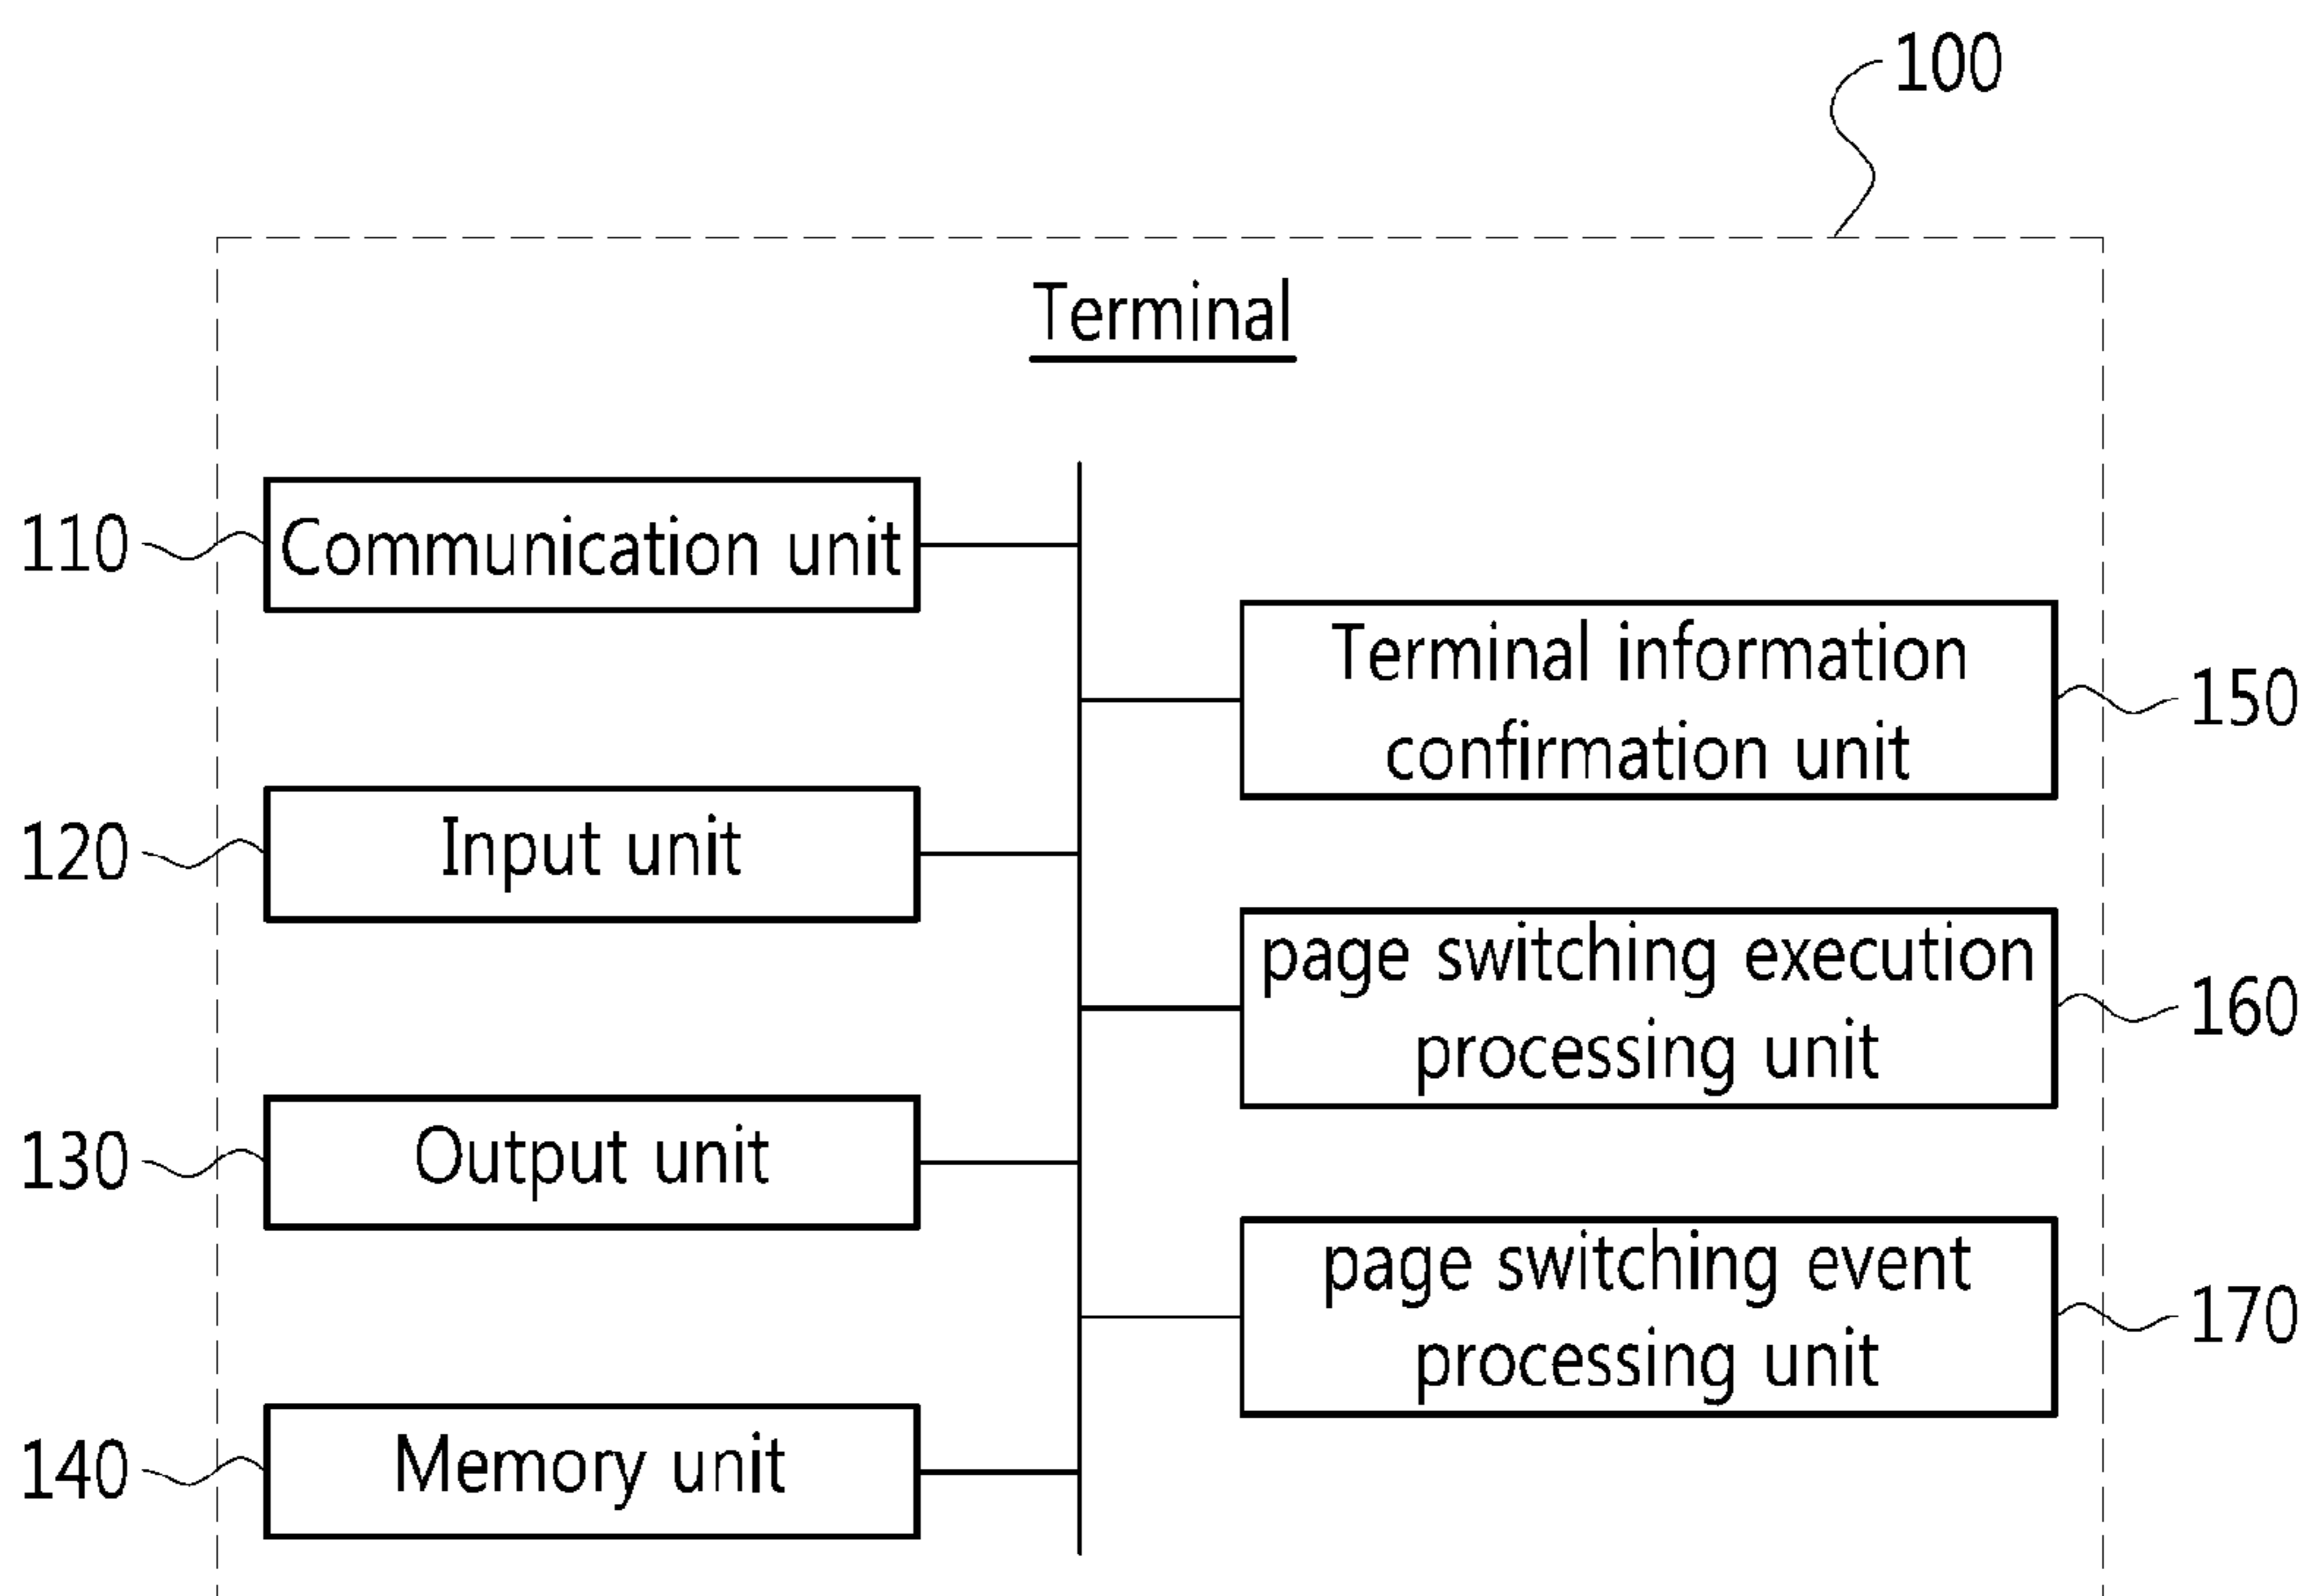 100
Terminal
110
Communication unit
Terminal information
confirmation unit
150
120
Input unit
page switching execution
processing unit
160
130
Output unit
page switching event
processing unit
170
140
Memory unit